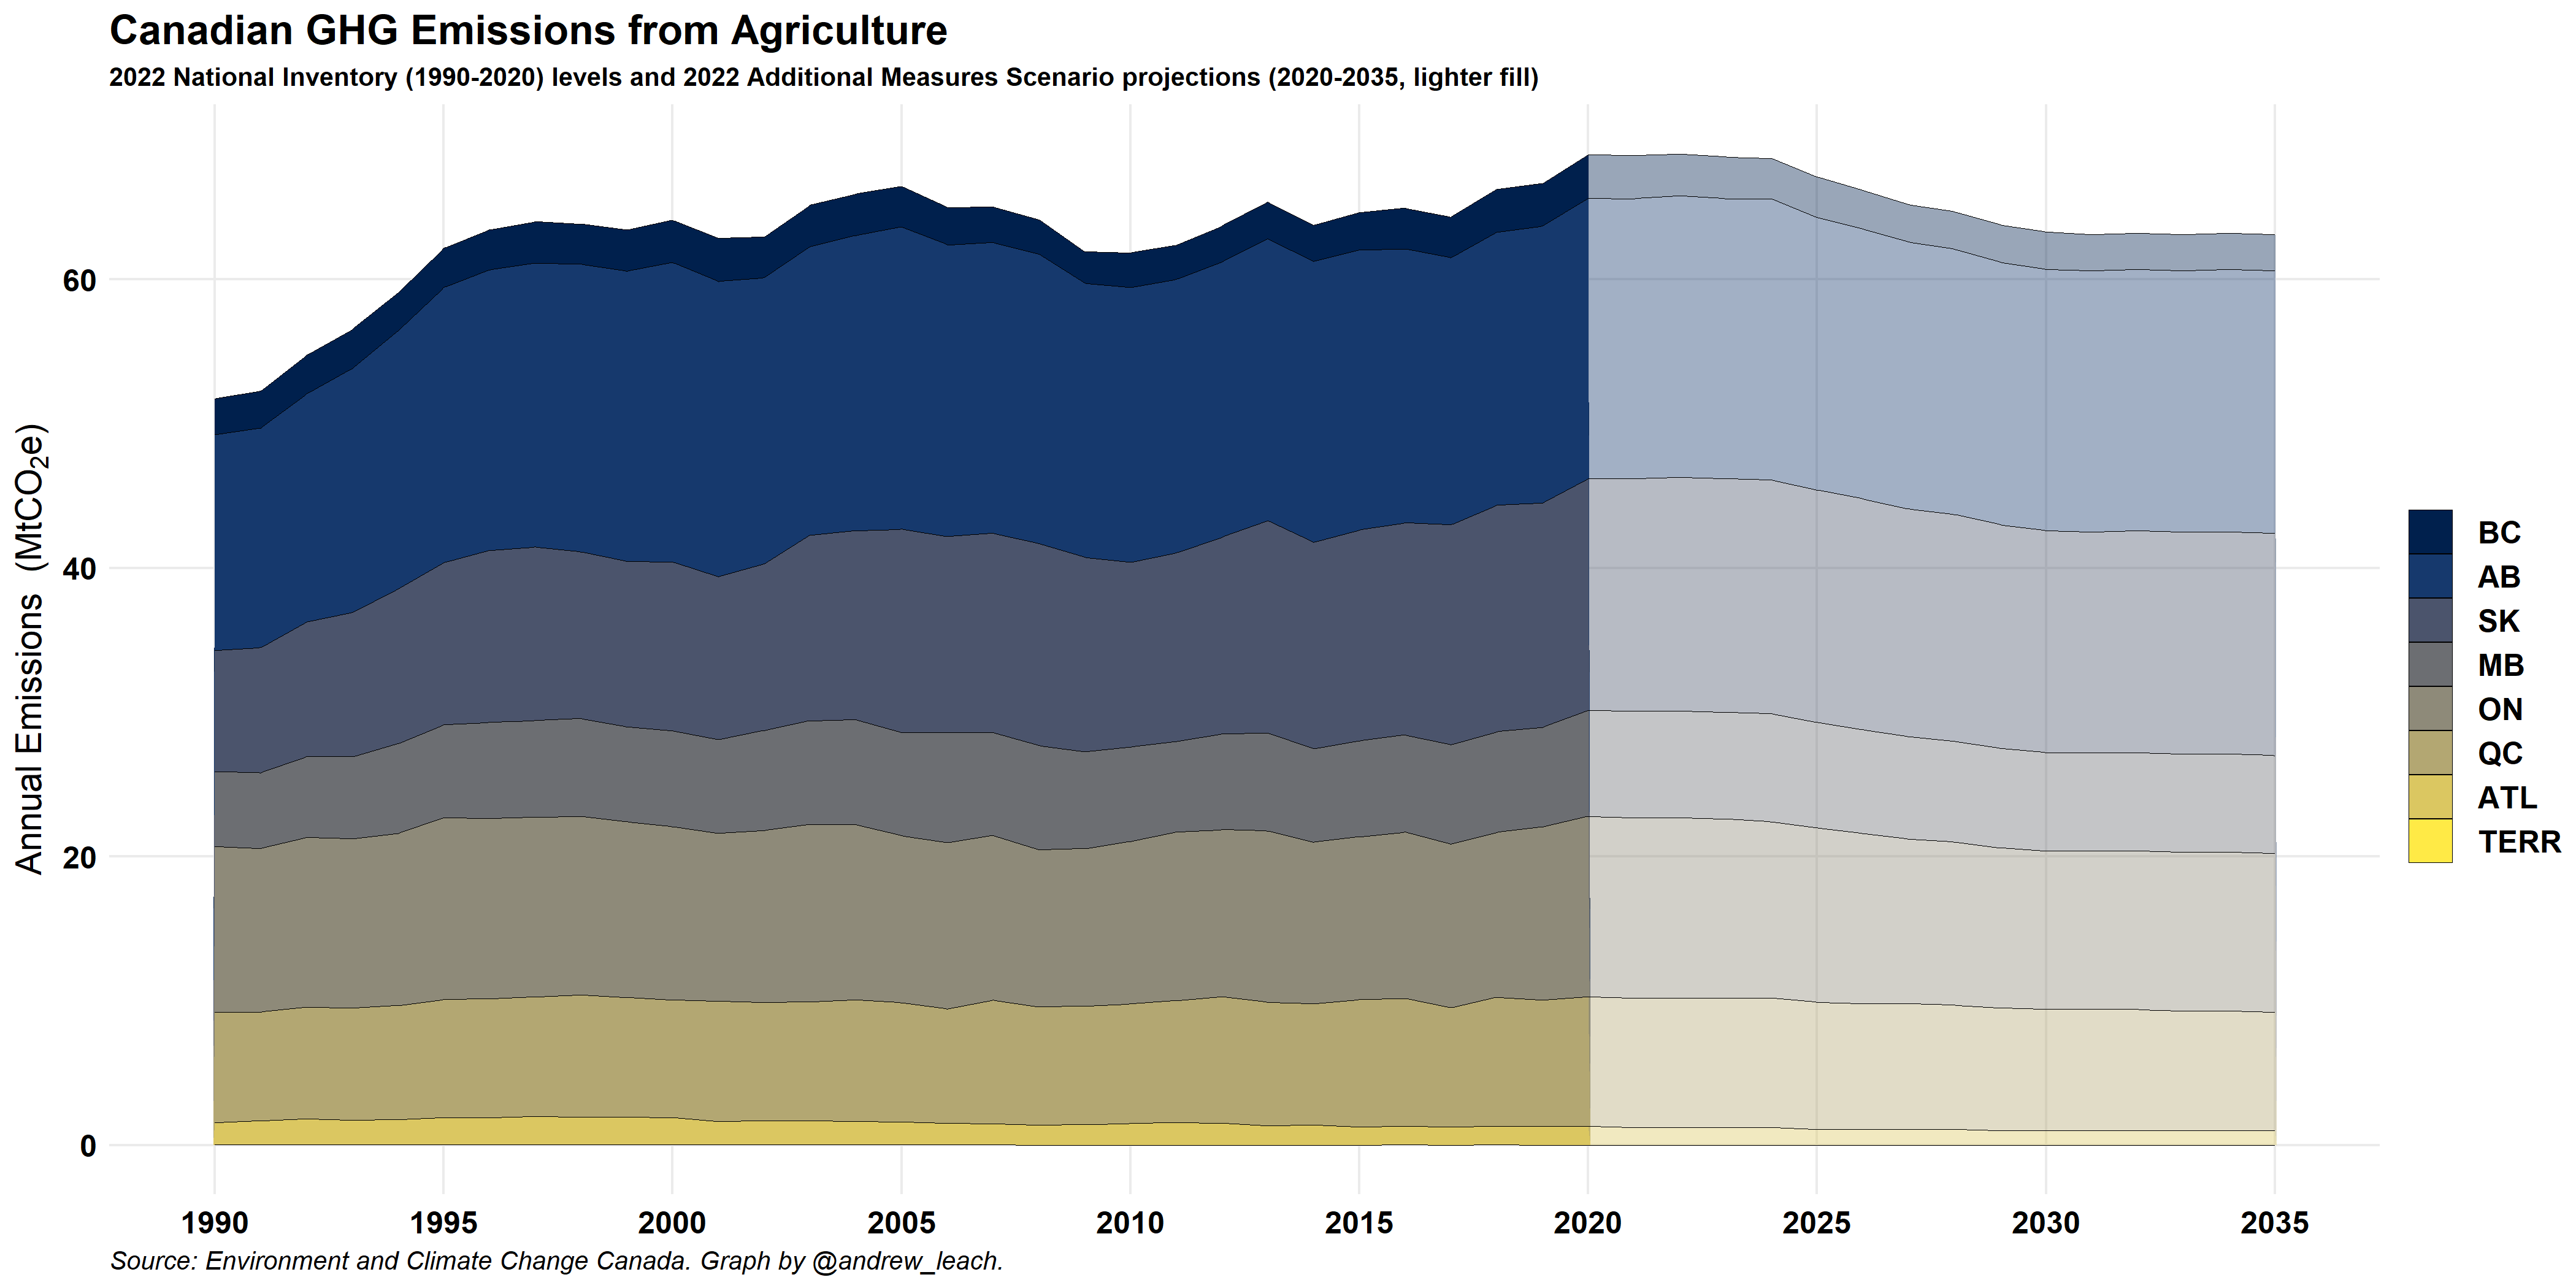 Canadian GHG Emissions from Agriculture
2022 National Inventory (1990-2020) levels and 2022 Additional Measures Scenario projections (2020-2035, lighter fill)
Annual Emissions (MtCO₂e)
60
40
20
0
1990 1995 2000 2005 2010 2015 2020 2025 2030 2035
BC
AB
SK
MB
ON
QC
ATL
TERR
Source: Environment and Climate Change Canada. Graph by @andrew_leach.